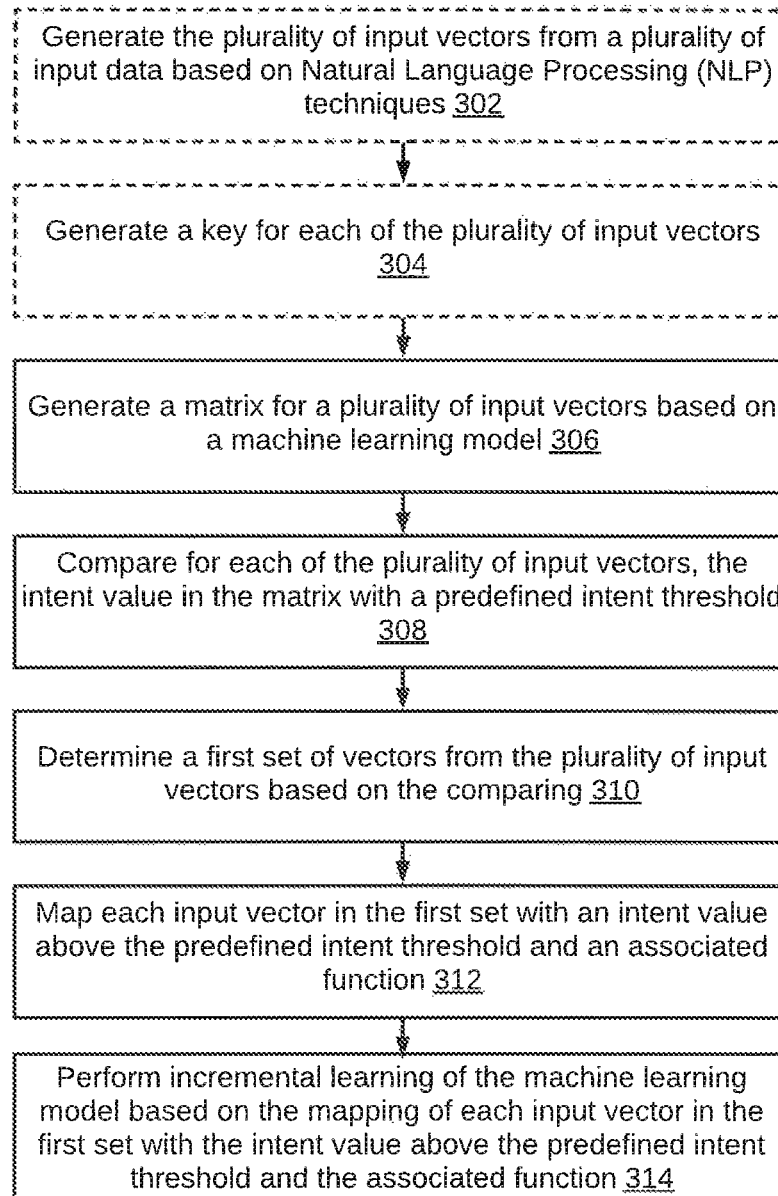 Generate the plurality of input vectors from a plurality of
input data based on Natural Language Processing (NLP)
techniques 302
Generate a key for each of the plurality of input vectors
304
Generate a matrix for a plurality of input vectors based on
a machine learning model 306
Compare for each of the plurality of input vectors, the
intent value in the matrix with a predefined intent threshold
308
Determine a first set of vectors from the plurality of input
vectors based on the comparing 310
Map each input vector in the first set with an intent value
above the predefined intent threshold and an associated
function 312
Perform incremental learning of the machine learning
model based on the mapping of each input vector in the
first set with the intent value above the predefined intent
threshold and the associated function 314